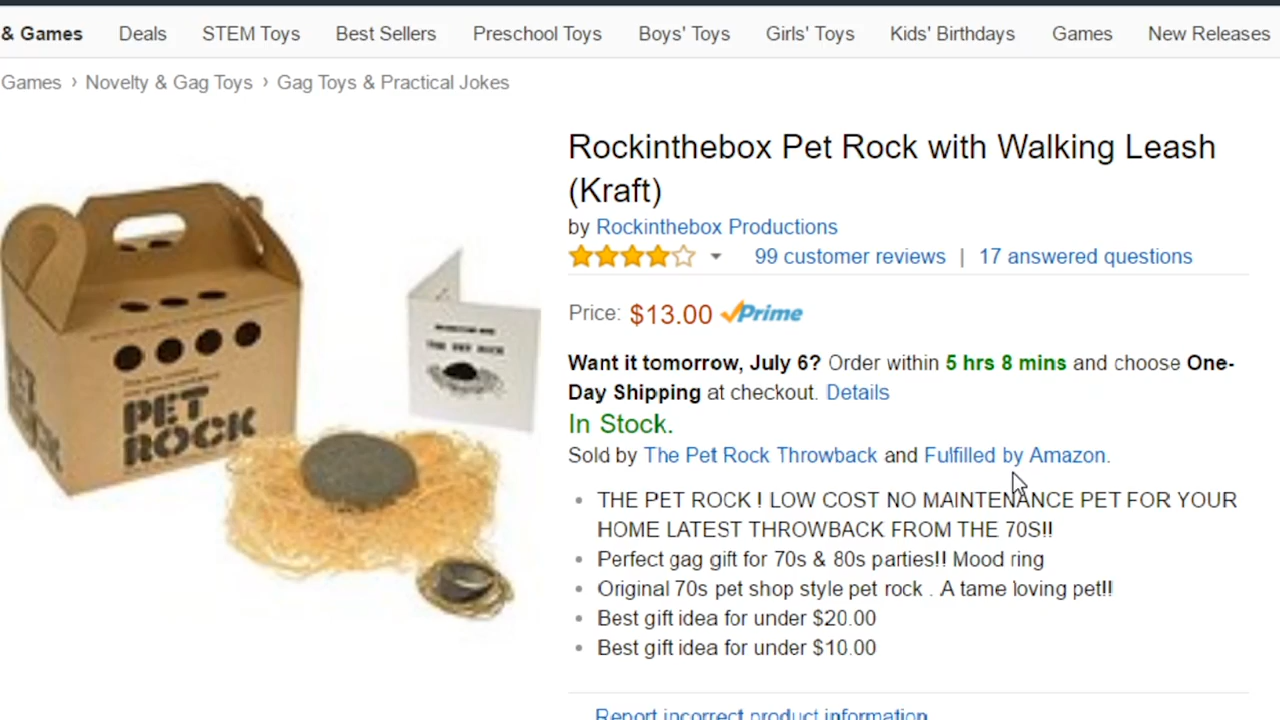 & Games Deals STEM Toys Best Sellers Preschool Toys Boys' Toys Girls' Toys Kids' Birthdays Games New Releases
Games › Novelty & Gag Toys › Gag Toys & Practical Jokes
Rockinthebox Pet Rock with Walking Leash
(Kraft)
by Rockinthebox Productions
99 customer reviews | 17 answered questions
Price: $13.00 Prime
Want it tomorrow, July 6? Order within 5 hrs 8 mins and choose One-
Day Shipping at checkout. Details
In Stock.
Sold by The Pet Rock Throwback and Fulfilled by Amazon.
• THE PET ROCK ! LOW COST NO MAINTENANCE PET FOR YOUR
HOME LATEST THROWBACK FROM THE 70S!!
• Perfect gag gift for 70s & 80s parties!! Mood ring
• Original 70s pet shop style pet rock . A tame loving pet!!
• Best gift idea for under $20.00
• Best gift idea for under $10.00
Report incorrect product information
PET
ROCK
THE PET ROCK